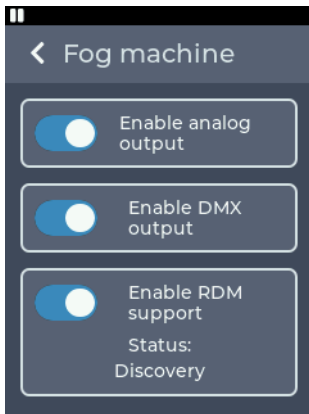 Fog machine
Enable analog
output
Enable DMX
output
Enable RDM
support
Status:
Discovery